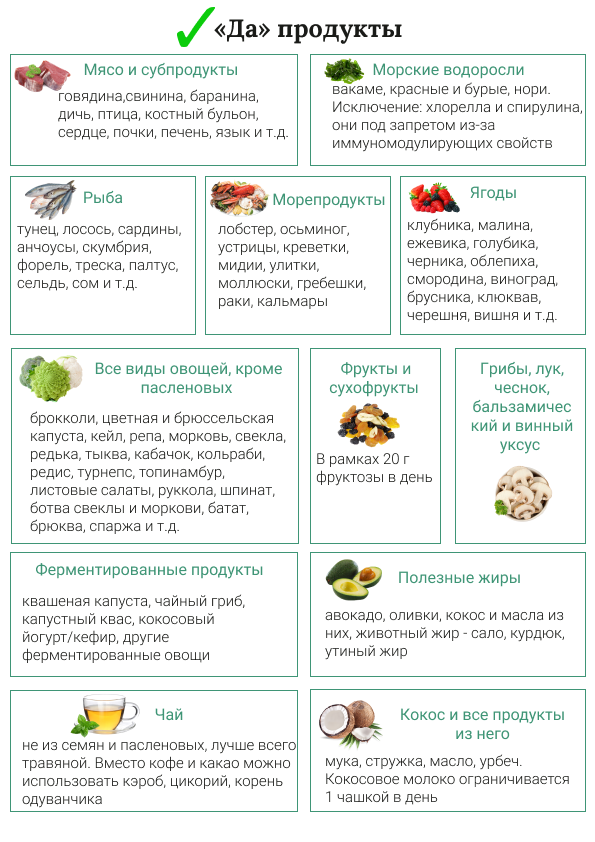 «Да» продукты
Мясо и субпродукты
говядина,свинина, баранина,
дичь, птица, костный бульон,
сердце, почки, печень, язык и т.д.
Морские водоросли
вакаме, красные и бурые, нори.
Исключение: хлорелла и спирулина,
они под запретом из-за
иммуномодулирующих свойств
Рыба
тунец, лосось, сардины,
анчоусы, скумбрия,
форель, треска, палтус,
сельдь, сом и т.д.
Морепродукты
лобстер, осьминог,
устрицы, креветки,
мидии, улитки,
моллюски, гребешки,
раки, кальмары
Ягоды
клубника, малина,
ежевика, голубика,
черника, облепиха,
смородина, виноград,
брусника, клюквав,
черешня, вишня и т.д.
Все виды овощей, кроме
пасленовых
брокколи, цветная и брюссельская
капуста, кейл, репа, морковь, свекла,
редька, тыква, кабачок, кольраби,
редис, турнепс, топинамбур,
листовые салаты, руккола, шпинат,
ботва свеклы и моркови, батат,
брюква, спаржа и т.д.
Фрукты и
сухофрукты
В рамках 20 г
фруктозы в день
Грибы, лук,
чеснок,
бальзамичес
кий и винный
уксус
Ферментированные продукты
квашеная капуста, чайный гриб,
капустный квас, кокосовый
йогурт/кефир, другие
ферментированные овощи
Полезные жиры
авокадо, оливки, кокос и масла из
них, животный жир - сало, курдюк,
утиный жир
Чай
не из семян и пасленовых, лучше всего
травяной. Вместо кофе и какао можно
использовать кэроб, цикорий, корень
одуванчика
Кокос и все продукты
из него
мука, стружка, масло, урбеч.
Кокосовое молоко ограничивается
1 чашкой в день